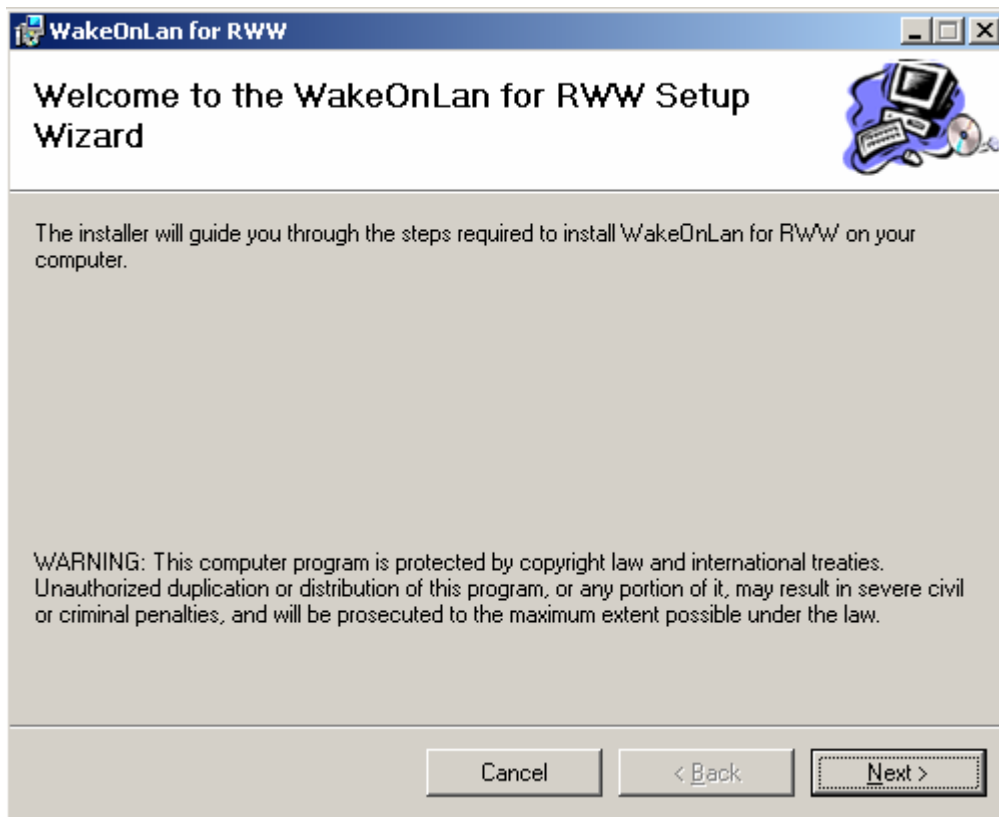 WakeOnLan for RWW
Welcome to the WakeOnLan for RWW Setup
Wizard
The installer will guide you through the steps required to install WakeOnLan for RWW on your
computer.
WARNING: This computer program is protected by copyright law and international treaties.
Unauthorized duplication or distribution of this program, or any portion of it, may result in severe civil
or criminal penalties, and will be prosecuted to the maximum extent possible under the law.
Cancel
< Back
Next >